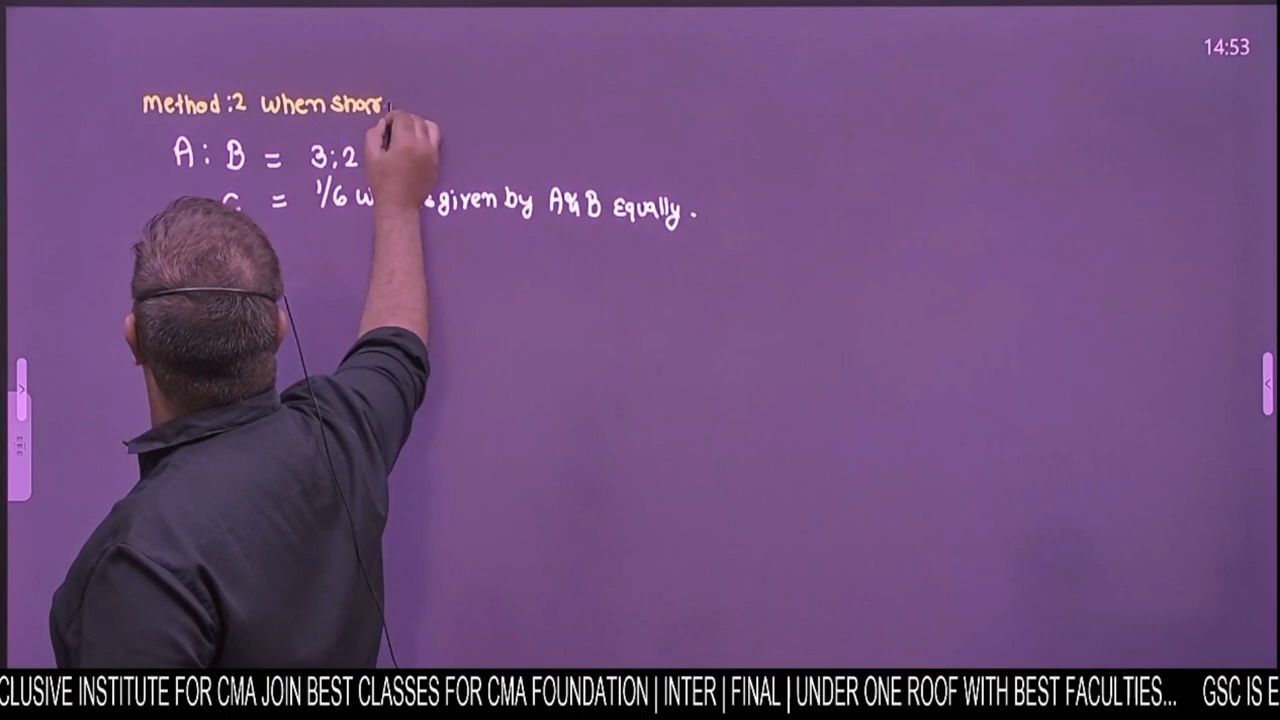 14:53
Method:2 When shar
A: B = 3:2
C = 1/6 given by A & B Equally.
CLUSIVE INSTITUTE FOR CMA JOIN BEST CLASSES FOR CMA FOUNDATION | INTER | FINAL | UNDER ONE ROOF WITH BEST FACULTIES... GSC IS E